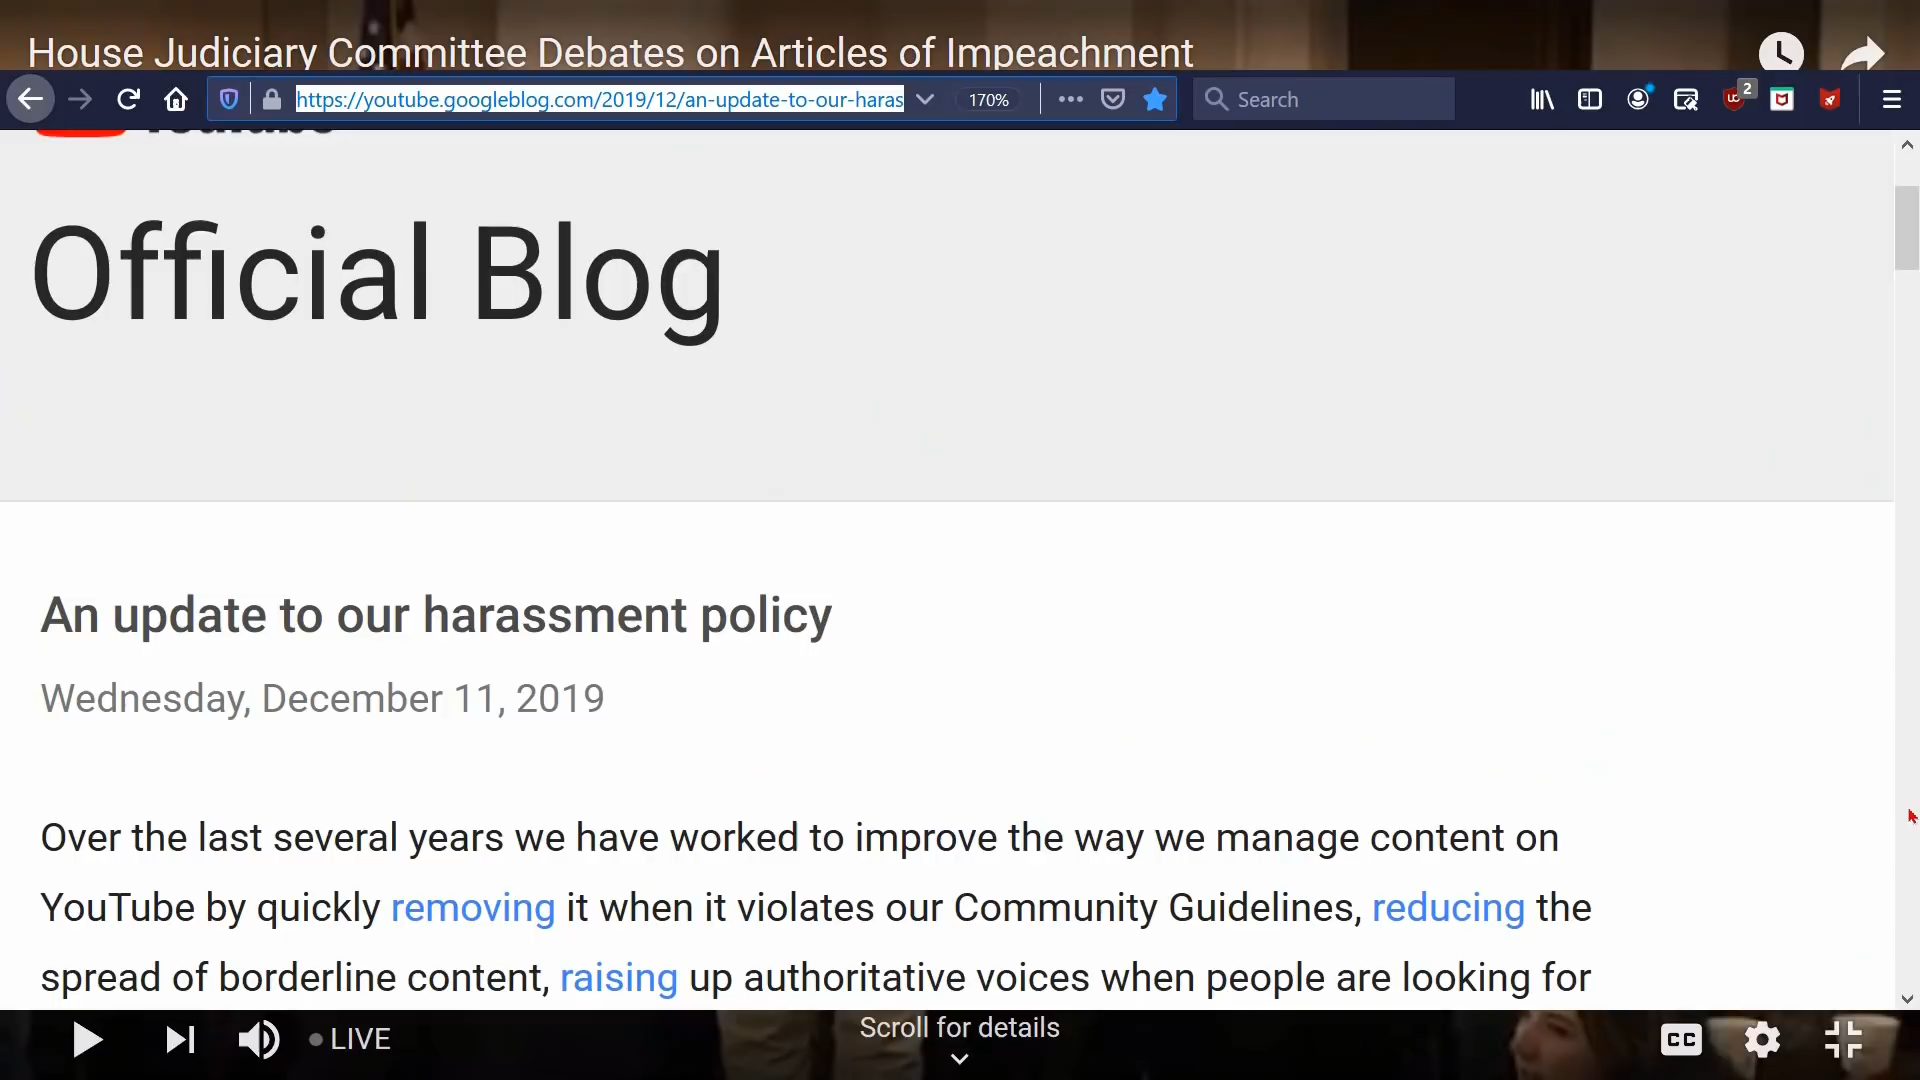 House Judiciary Committee Debates on Articles of Impeachment
https://youtube.googleblog.com/2019/12/an-update-to-our-haras
170%
Search
2
Official Blog
An update to our harassment policy
Wednesday, December 11, 2019
Over the last several years we have worked to improve the way we manage content on
YouTube by quickly removing it when it violates our Community Guidelines, reducing the
spread of borderline content, raising up authoritative voices when people are looking for
LIVE
Scroll for details
CC